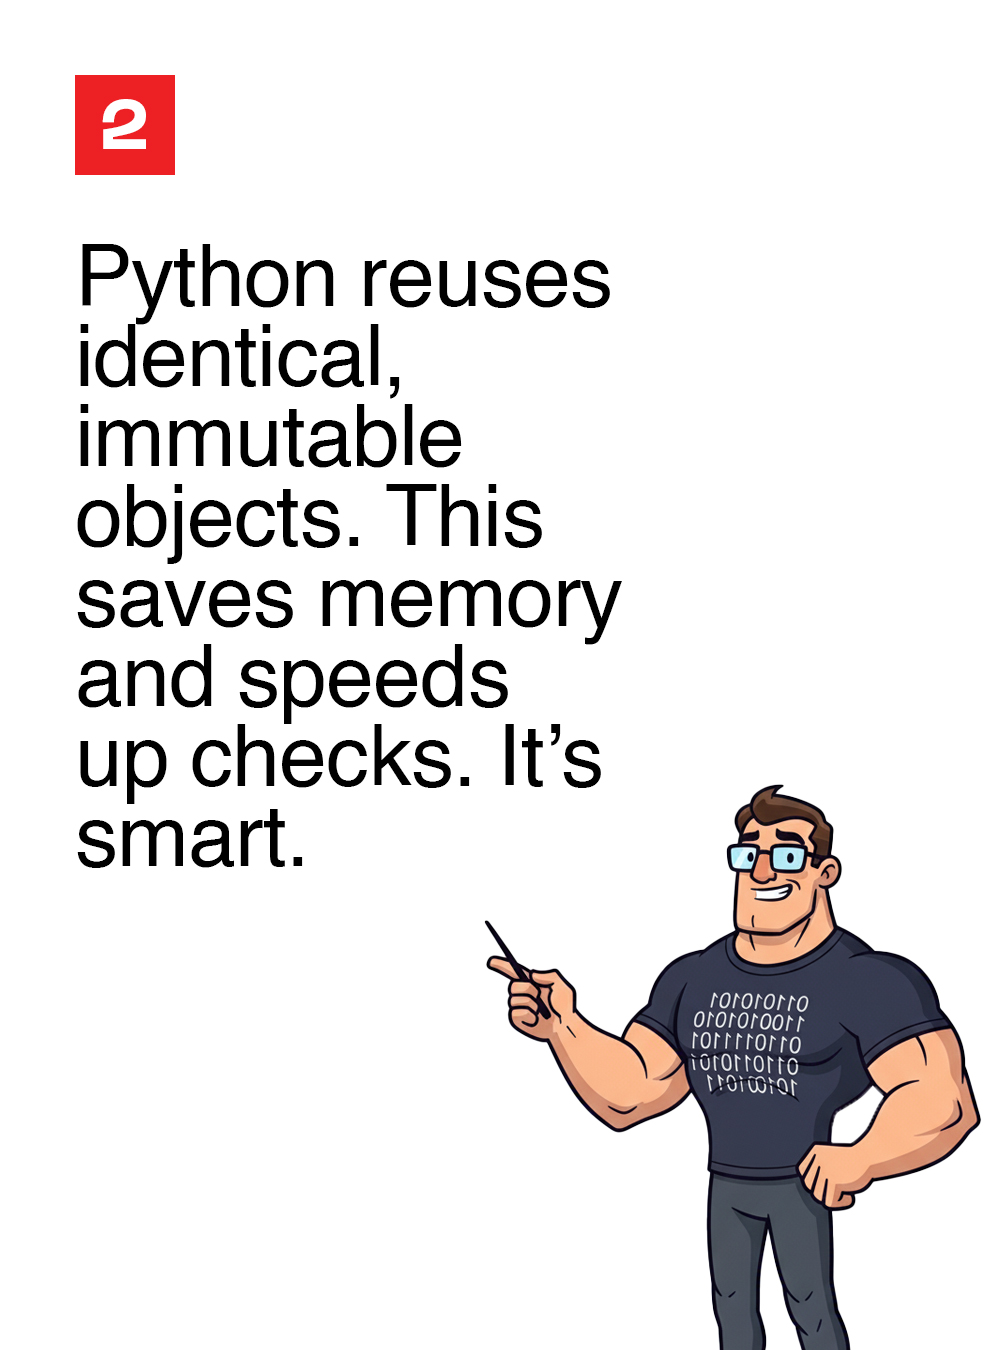 2
Python reuses
identical,
immutable
objects. This
saves memory
and speeds
up checks. It’s
smart.